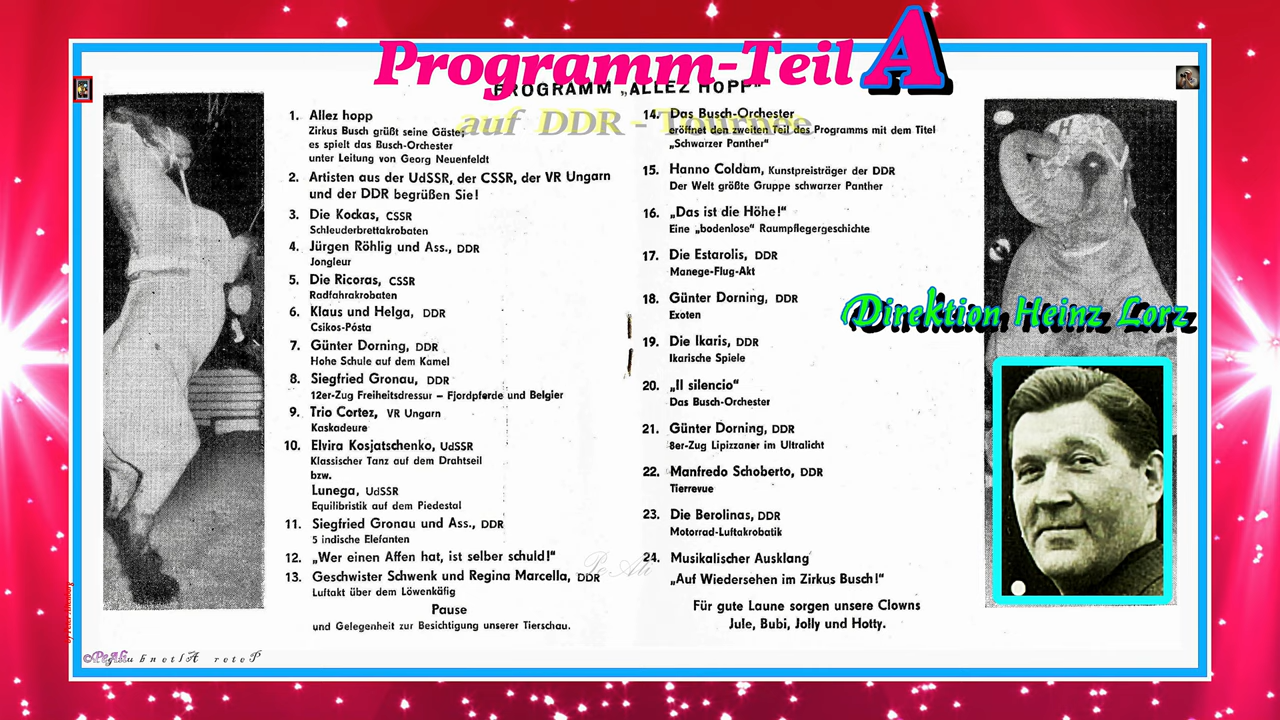 Programm-Teil A
PROGRAMM „ALLEZ HOPP"
auf DDR - Tournee
1. Allez hopp
Zirkus Busch grüßt seine Gäste,
es spielt das Busch-Orchester
unter Leitung von Georg Neuenfeldt
2. Artisten aus der UdSSR, der CSSR, der VR Ungarn
und der DDR begrüßen Sie!
3. Die Kockas, CSSR
Schleuderbrettakrobaten
4. Jürgen Röhlig und Ass., DDR
Jongleur
5. Die Ricoras, CSSR
Radfahrakrobaten
6. Klaus und Helga, DDR
Csikos-Pósta
7. Günter Dorning, DDR
Hohe Schule auf dem Kamel
8. Siegfried Gronau, DDR
12er-Zug Freiheitsdressur – Fjordpferde und Belgier
9. Trio Cortez, VR Ungarn
Kaskadeure
10. Elvira Kosjatschenko, UdSSR
Klassischer Tanz auf dem Drahtseil
bzw.
Lunega, UdSSR
Equilibristik auf dem Piedestal
11. Siegfried Gronau und Ass., DDR
5 indische Elefanten
12. „Wer einen Affen hat, ist selber schuld!"
13. Geschwister Schwenk und Regina Marcella, DDR
Luftakt über dem Löwenkäfig
Pause
und Gelegenheit zur Besichtigung unserer Tierschau.
14. Das Busch-Orchester
eröffnet den zweiten Teil des Programms mit dem Titel
„Schwarzer Panther"
15. Hanno Coldam, Kunstpreisträger der DDR
Der Welt größte Gruppe schwarzer Panther
16. „Das ist die Höhe!"
Eine „bodenlose" Raumpflegergeschichte
17. Die Estarolis, DDR
Manege-Flug-Akt
18. Günter Dorning, DDR
Exoten
19. Die Ikaris, DDR
Ikarische Spiele
20. „Il silencio"
Das Busch-Orchester
21. Günter Dorning, DDR
8er-Zug Lipizzaner im Ultralicht
22. Manfredo Schoberto, DDR
Tierrevue
23. Die Berolinas, DDR
Motorrad-Luftakrobatik
24. Musikalischer Ausklang
„Auf Wiedersehen im Zirkus Busch!"
Für gute Laune sorgen unsere Clowns
Jule, Bubi, Jolly und Hotty.
Direktion Heinz Lorz
PeAli